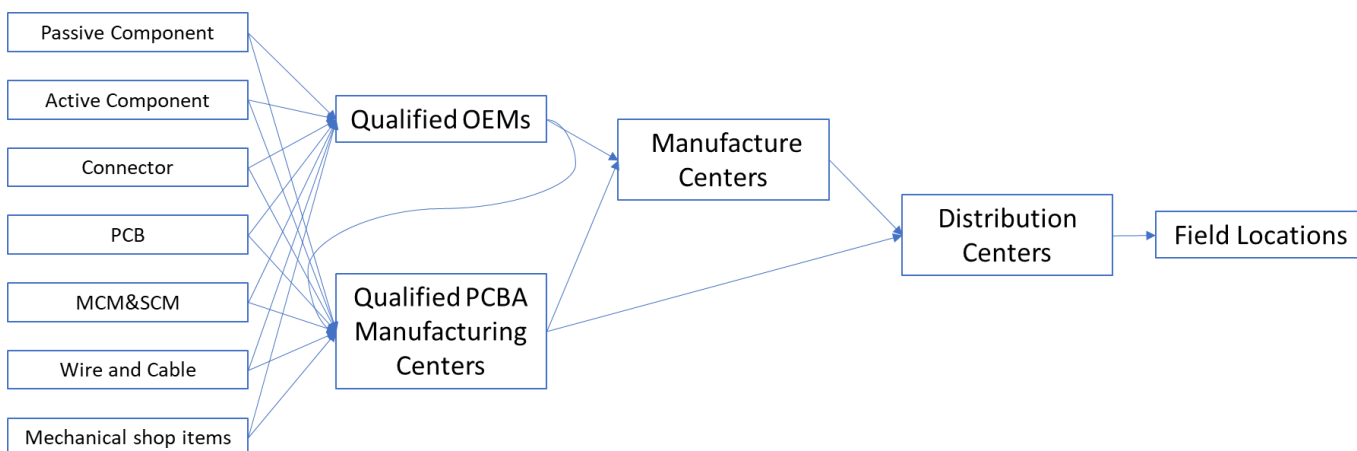 Passive Component
Active Component
Connector
PCB
MCM&SCM
Wire and Cable
Mechanical shop items
Qualified OEMs
Qualified PCBA
Manufacturing
Centers
Manufacture
Centers
Distribution
Centers
Field Locations